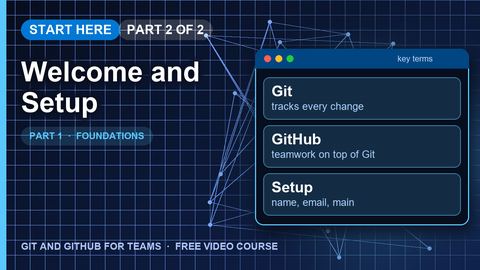 START HERE
PART 2 OF 2
Welcome and
Setup
PART 1 · FOUNDATIONS
key terms
Git
tracks every change
GitHub
teamwork on top of Git
Setup
name, email, main
GIT AND GITHUB FOR TEAMS · FREE VIDEO COURSE